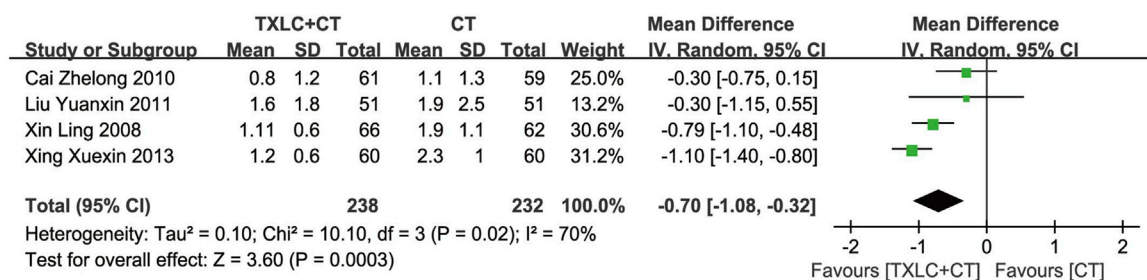 TXLC+CT CT Mean Difference Mean Difference
Study or Subgroup Mean SD Total Mean SD Total Weight IV, Random, 95% CI IV, Random, 95% CI
Cai Zhelong 2010 0.8 1.2 61 1.1 1.3 59 25.0% -0.30 [-0.75, 0.15]
Liu Yuanxin 2011 1.6 1.8 51 1.9 2.5 51 13.2% -0.30 [-1.15, 0.55]
Xin Ling 2008 1.11 0.6 66 1.9 1.1 62 30.6% -0.79 [-1.10, -0.48]
Xing Xuexin 2013 1.2 0.6 60 2.3 1 60 31.2% -1.10 [-1.40, -0.80]
Total (95% CI) 238 232 100.0% -0.70 [-1.08, -0.32]
Heterogeneity: Tau² = 0.10; Chi² = 10.10, df = 3 (P = 0.02); I² = 70%
Test for overall effect: Z = 3.60 (P = 0.0003)
-2 -1 0 1 2
Favours [TXLC+CT] Favours [CT]